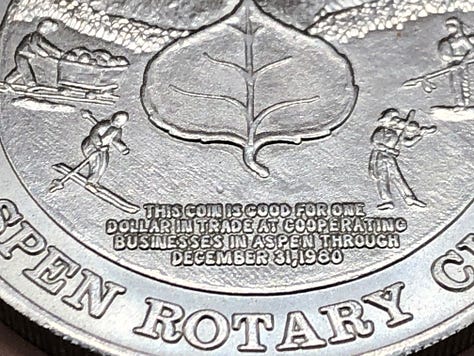 THIS COIN IS GOOD FOR ONE
DOLLAR IN TRADE AT COOPERATING
BUSINESSES IN ASPEN THROUGH
DECEMBER 31,1980
SPEN ROTARY C